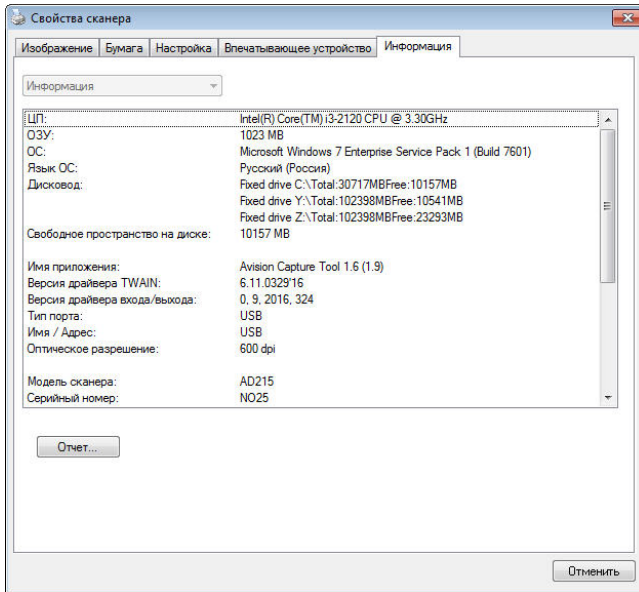 Свойства сканера
Изображение Бумага Настройка Впечатывающее устройство Информация
Информация
ЦП: Intel(R) Core(TM) i3-2120 CPU @ 3.30GHz
ОЗУ: 1023 MB
ОС: Microsoft Windows 7 Enterprise Service Pack 1 (Build 7601)
Язык ОС: Русский (Россия)
Дисковод: Fixed drive C:\Total:30717MBFree:10157MB
Fixed drive Y:\Total:102398MBFree:10541MB
Fixed drive Z:\Total:102398MBFree:23293MB
Свободное пространство на диске: 10157 MB
Имя приложения: Avision Capture Tool 1.6 (1.9)
Версия драйвера TWAIN: 6.11.0329'16
Версия драйвера входа/выхода: 0, 9, 2016, 324
Тип порта: USB
Имя / Адрес: USB
Оптическое разрешение: 600 dpi
Модель сканера: AD215
Серийный номер: NO25
Отчет...
Отменить